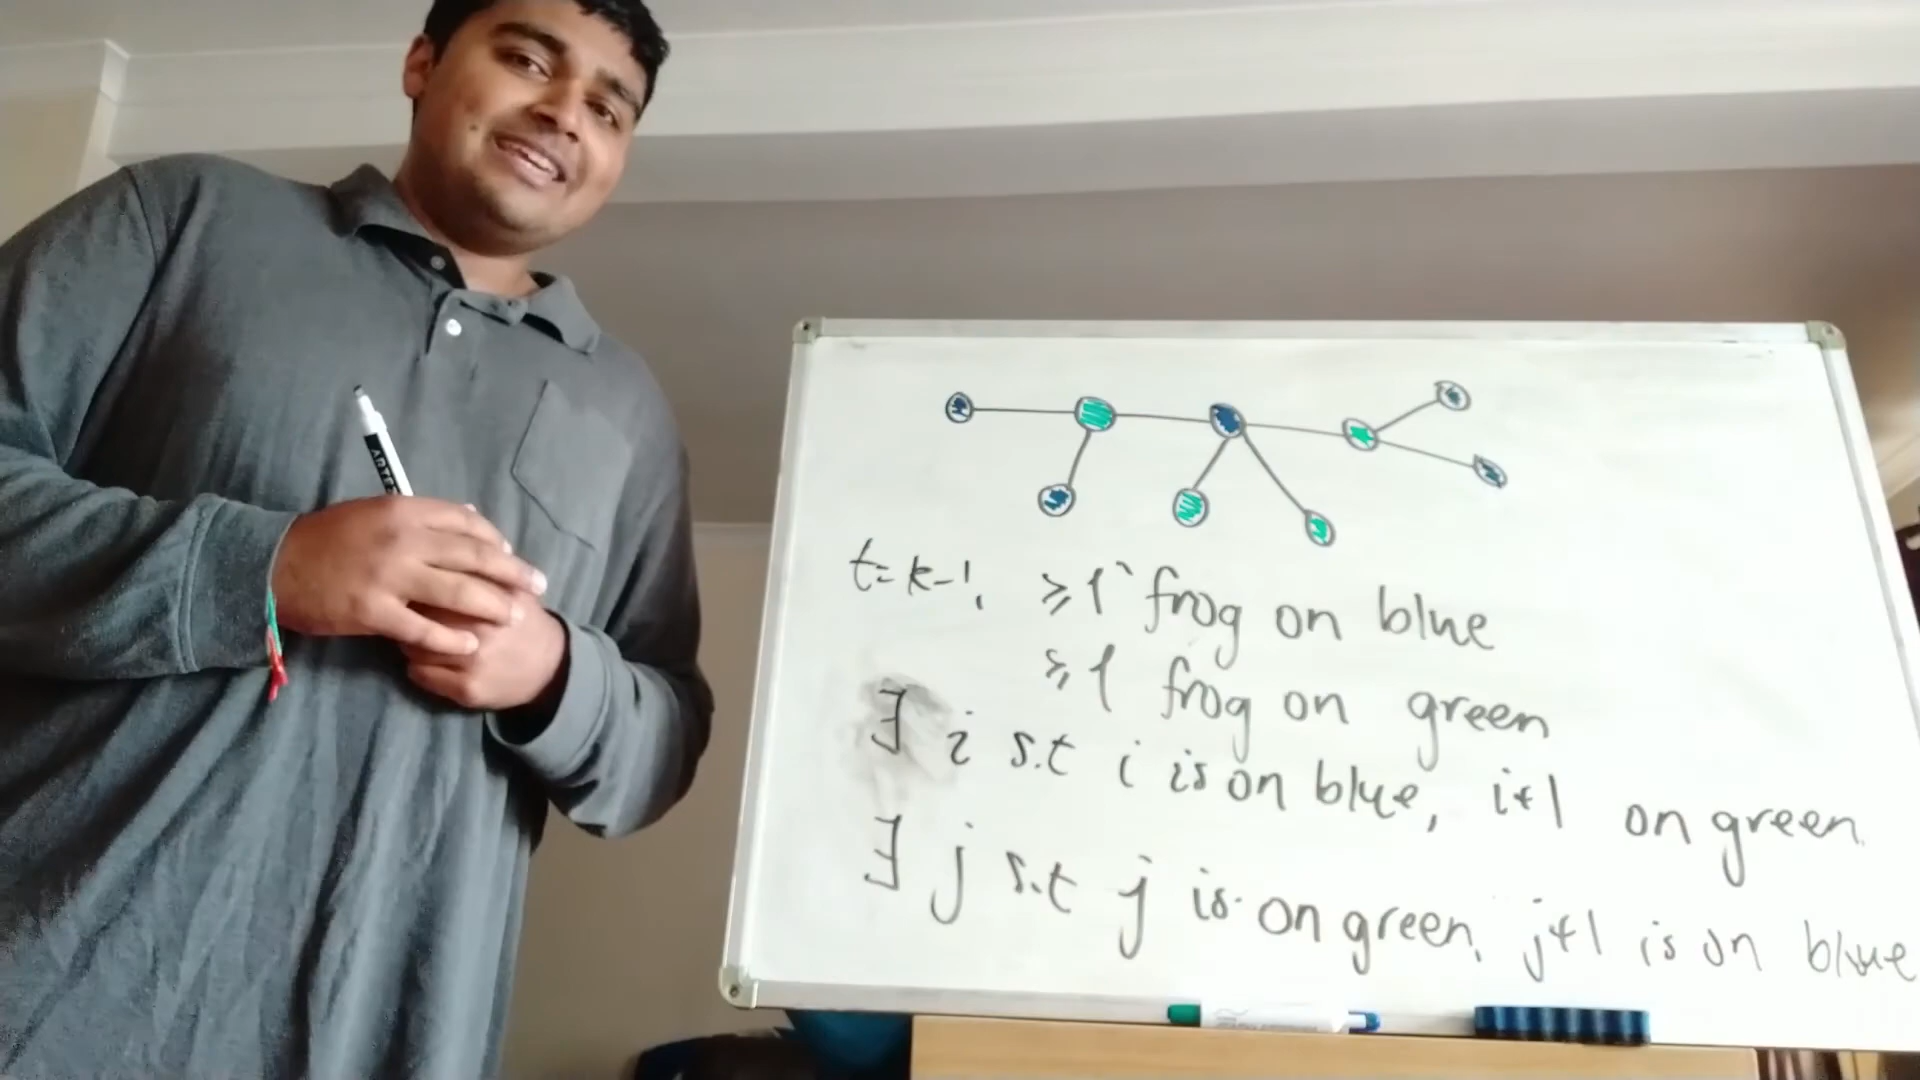 t=k-1, ≥1 frog on blue
≥1 frog on green
∃ i s.t i is on blue, i+1 on green.
∃ j s.t j is on green, j+1 is on blue